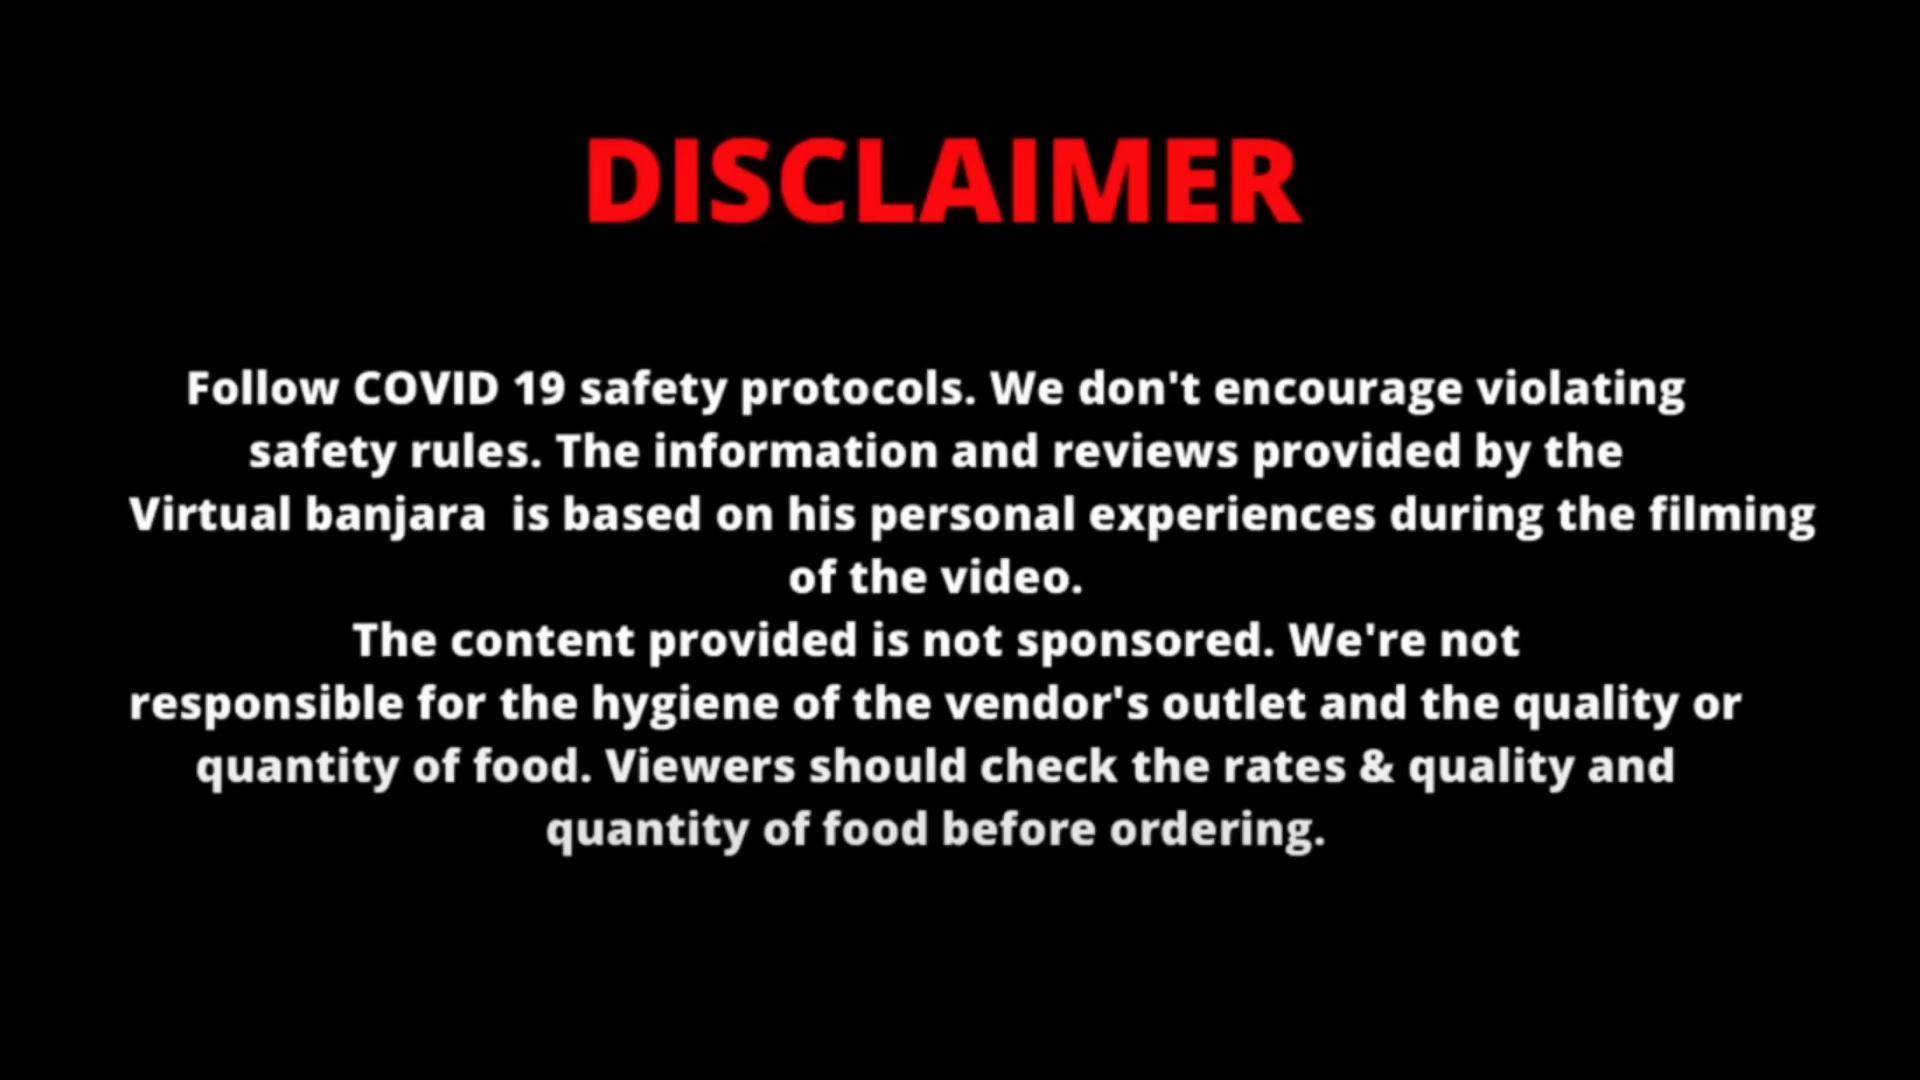 DISCLAIMER
Follow COVID 19 safety protocols. We don't encourage violating
safety rules. The information and reviews provided by the
Virtual banjara  is based on his personal experiences during the filming
of the video.
The content provided is not sponsored. We're not
responsible for the hygiene of the vendor's outlet and the quality or
quantity of food. Viewers should check the rates & quality and
quantity of food before ordering.